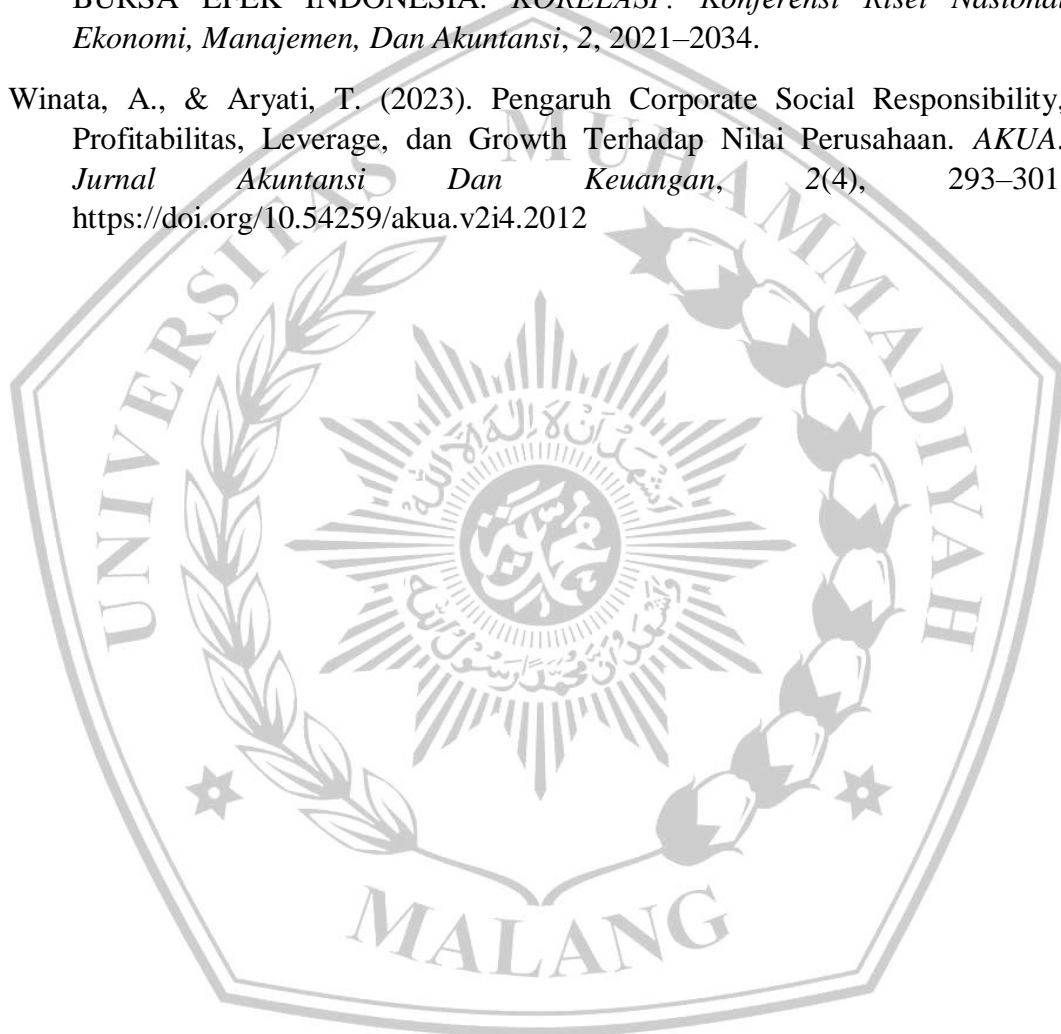 BURSA EFEK INDONESIA. KORELASI: Konferensi Riset Nasional
Ekonomi, Manajemen, Dan Akuntansi, 2, 2021–2034.
Winata, A., & Aryati, T. (2023). Pengaruh Corporate Social Responsibility,
Profitabilitas, Leverage, dan Growth Terhadap Nilai Perusahaan. AKUA:
Jurnal Akuntansi Dan Keuangan, 2(4), 293–301
https://doi.org/10.54259/akua.v2i4.2012
UNIVERSITAS MUHAMMADIYAH
MALANG